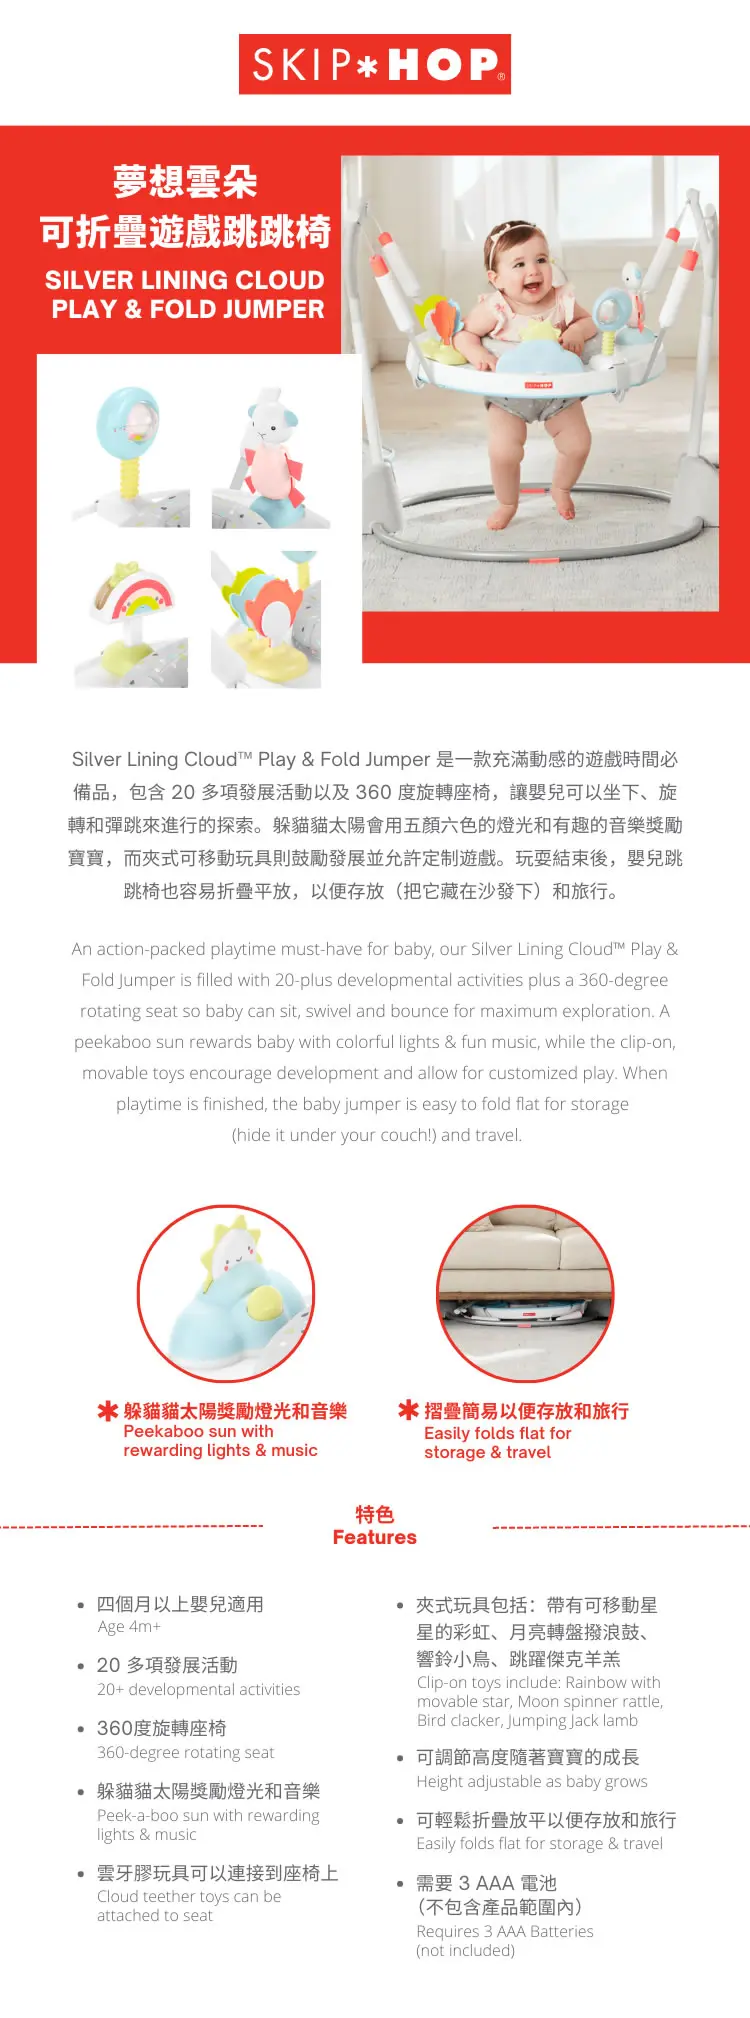 SKIP*HOP®
夢想雲朵
可折疊遊戲跳跳椅
SILVER LINING CLOUD
PLAY & FOLD JUMPER
SKIP*HOP
Silver Lining Cloud™ Play & Fold Jumper 是一款充滿動感的遊戲時間必
備品，包含 20 多項發展活動以及 360 度旋轉座椅，讓嬰兒可以坐下、旋
轉和彈跳來進行的探索。躲貓貓太陽會用五顏六色的燈光和有趣的音樂獎勵
寶寶，而夾式可移動玩具則鼓勵發展並允許定制遊戲。玩耍結束後，嬰兒跳
跳椅也容易折疊平放，以便存放（把它藏在沙發下）和旅行。
An action-packed playtime must-have for baby, our Silver Lining Cloud™ Play &
Fold Jumper is filled with 20-plus developmental activities plus a 360-degree
rotating seat so baby can sit, swivel and bounce for maximum exploration. A
peekaboo sun rewards baby with colorful lights & fun music, while the clip-on,
movable toys encourage development and allow for customized play. When
playtime is finished, the baby jumper is easy to fold flat for storage
(hide it under your couch!) and travel.
* 躲貓貓太陽獎勵燈光和音樂
Peekaboo sun with
rewarding lights & music
* 摺疊簡易以便存放和旅行
Easily folds flat for
storage & travel
特色
Features
• 四個月以上嬰兒適用
Age 4m+
• 20 多項發展活動
20+ developmental activities
• 360度旋轉座椅
360-degree rotating seat
• 躲貓貓太陽獎勵燈光和音樂
Peek-a-boo sun with rewarding
lights & music
• 雲牙膠玩具可以連接到座椅上
Cloud teether toys can be
attached to seat
• 夾式玩具包括：帶有可移動星
星的彩虹、月亮轉盤撥浪鼓、
響鈴小鳥、跳躍傑克羊羔
Clip-on toys include: Rainbow with
movable star, Moon spinner rattle,
Bird clacker, Jumping Jack lamb
• 可調節高度隨著寶寶的成長
Height adjustable as baby grows
• 可輕鬆折疊放平以便存放和旅行
Easily folds flat for storage & travel
• 需要 3 AAA 電池
（不包含產品範圍內）
Requires 3 AAA Batteries
(not included)